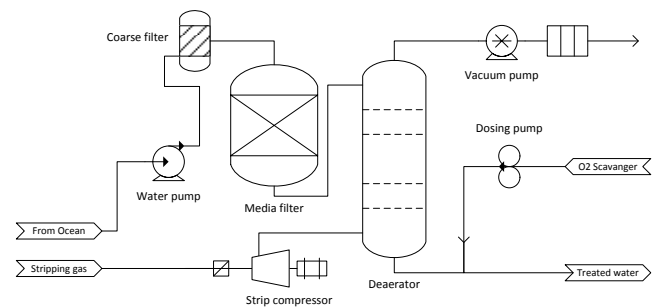 Coarse filter
Vacuum pump
Dosing pump
O2 Scavanger
Water pump
Media filter
From Ocean
Stripping gas
Strip compressor
Deaerator
Treated water